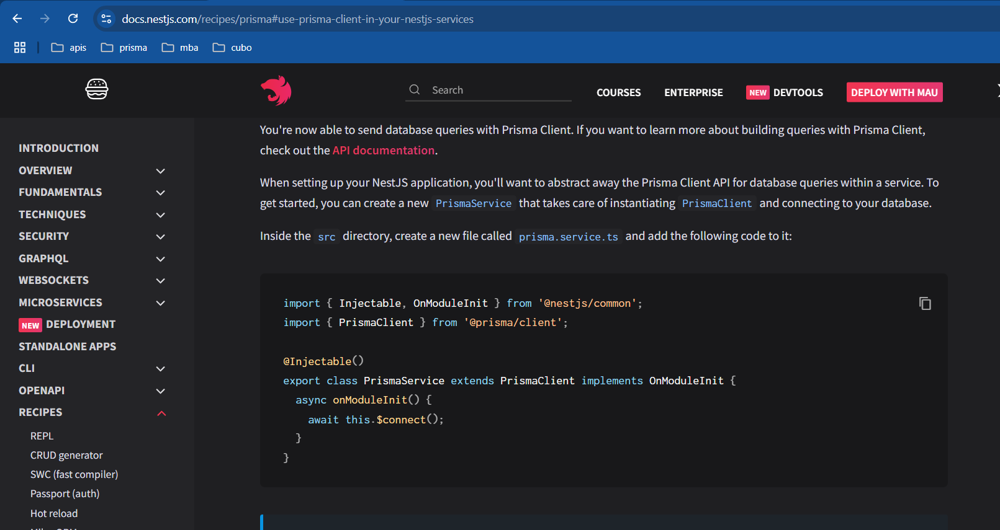 docs.nestjs.com/recipes/prisma#use-prisma-client-in-your-nestjs-services
apis prisma mba cubo
Search COURSES ENTERPRISE NEW DEVTOOLS DEPLOY WITH MAU
INTRODUCTION
OVERVIEW
FUNDAMENTALS
TECHNIQUES
SECURITY
GRAPHQL
WEBSOCKETS
MICROSERVICES
NEW DEPLOYMENT
STANDALONE APPS
CLI
OPENAPI
RECIPES
REPL
CRUD generator
SWC (fast compiler)
Passport (auth)
Hot reload
You're now able to send database queries with Prisma Client. If you want to learn more about building queries with Prisma Client,
check out the API documentation.
When setting up your NestJS application, you'll want to abstract away the Prisma Client API for database queries within a service. To
get started, you can create a new PrismaService that takes care of instantiating PrismaClient and connecting to your database.
Inside the src directory, create a new file called prisma.service.ts and add the following code to it:
import { Injectable, OnModuleInit } from '@nestjs/common';
import { PrismaClient } from '@prisma/client';
@Injectable()
export class PrismaService extends PrismaClient implements OnModuleInit {
async onModuleInit() {
await this.$connect();
}
}